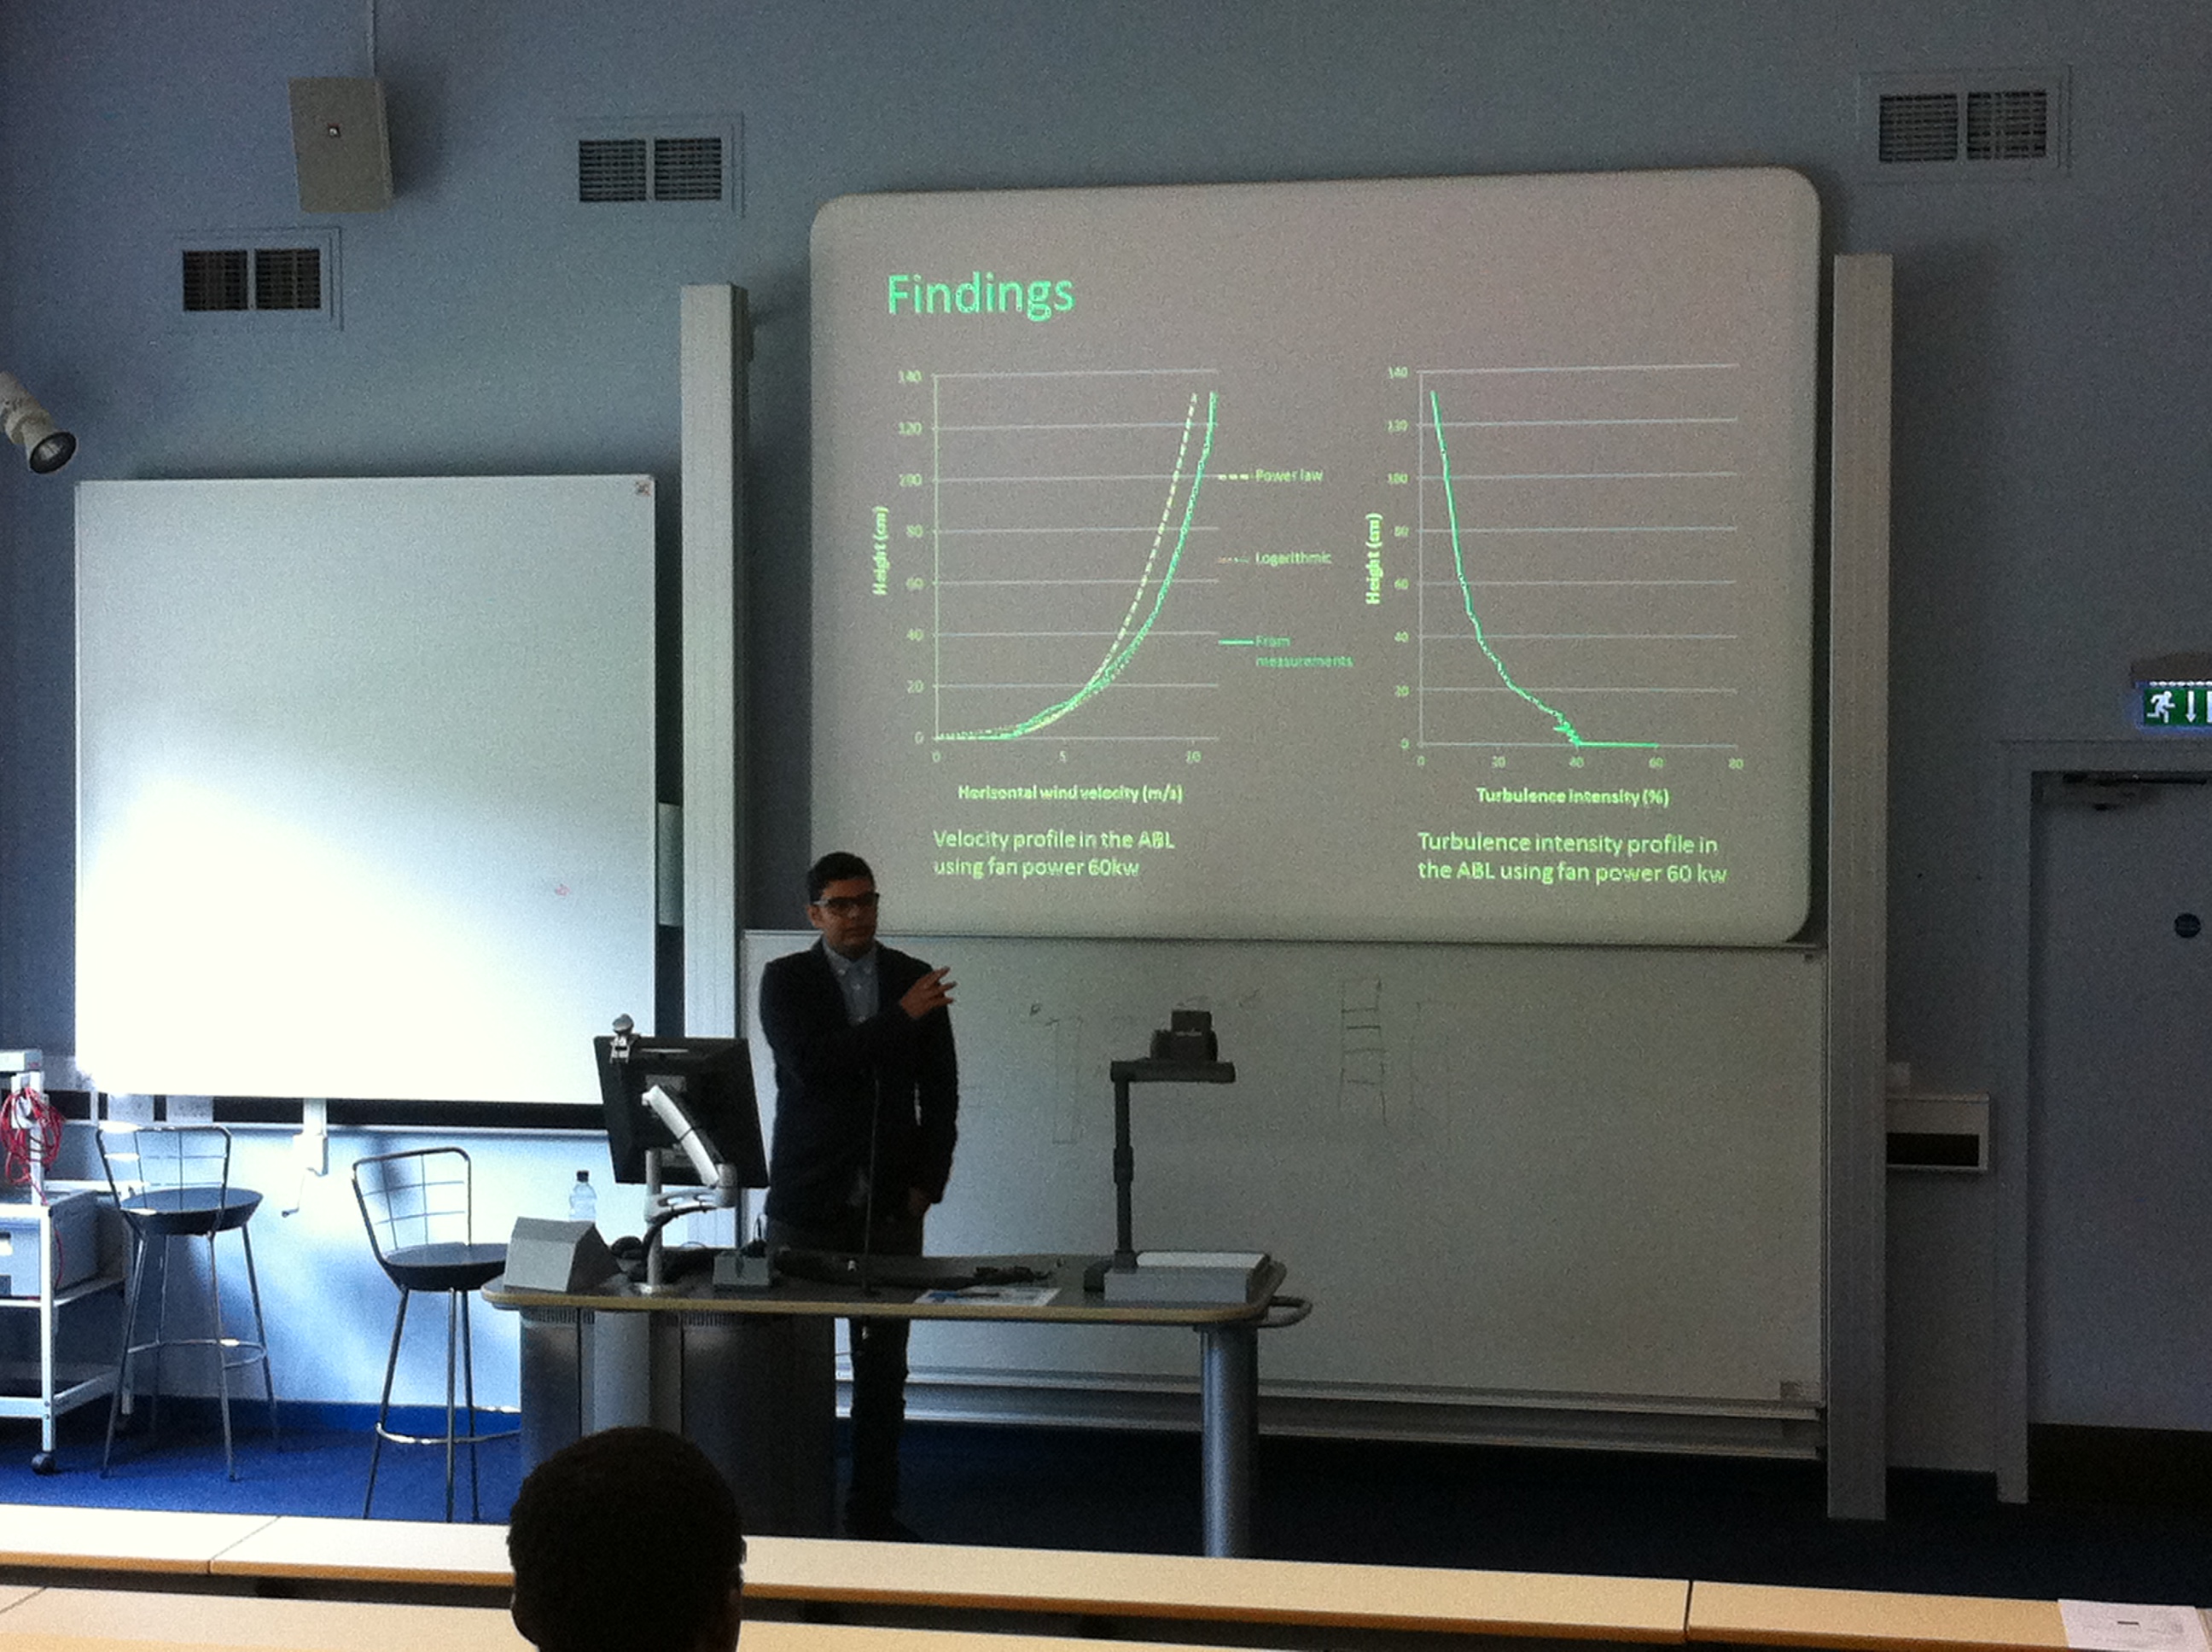 Findings
140
120
100
80
60
40
20
0
0 5 10
Height (cm)
Horizontal wind velocity (m/s)
Power law
Logarithmic
From
measurements
Velocity profile in the ABL
using fan power 60kw
140
120
100
80
60
40
20
0
0 20 40 60 80
Height (cm)
Turbulence intensity (%)
Turbulence intensity profile in
the ABL using fan power 60 kw